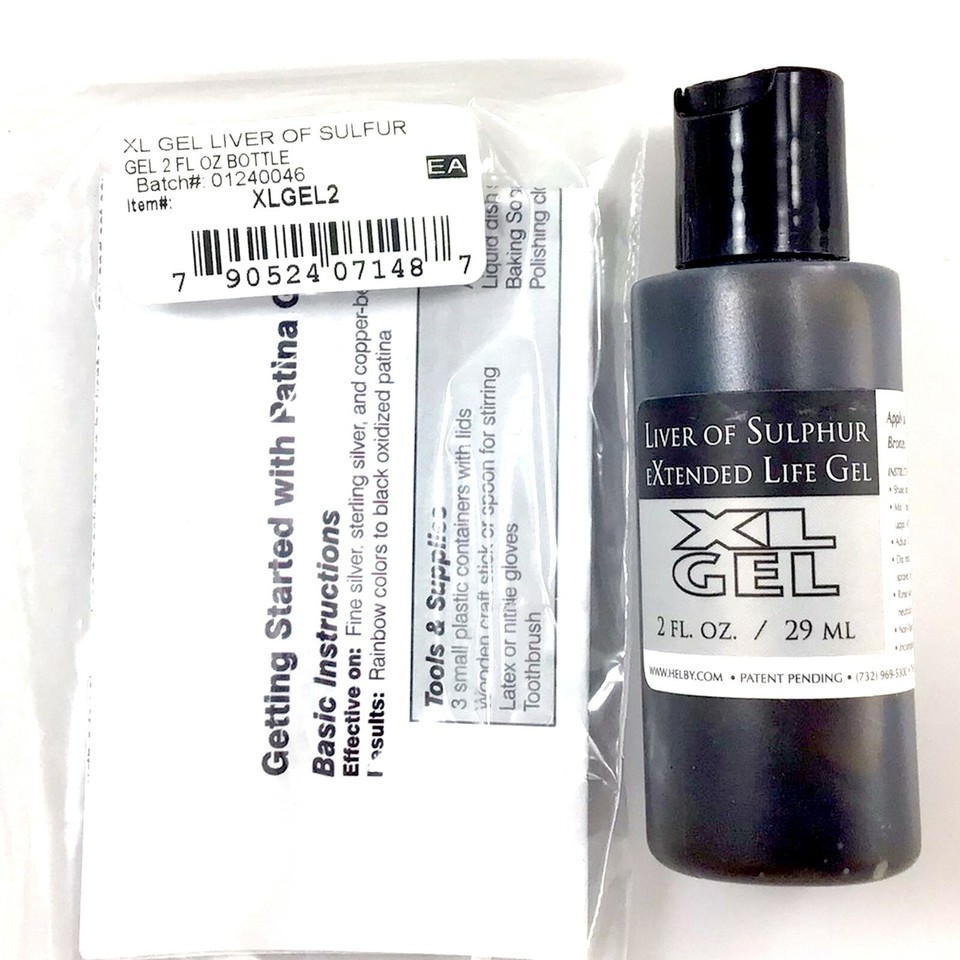 XL GEL LIVER OF SULFUR
GEL 2 FL OZ BOTTLE
EA
Batch#: 01240046
Item#: XLGEL2
7 90524 07148 7
Getting Started with Patina
Basic Instructions
Effective on: Fine silver, sterling silver, and
Results: Rainbow colors to black oxidized patina
Tools & Supplies
3 small plastic containers with lids
Wooden craft stick or spoon for stirring
Latex or nitrile gloves
Toothbrush
Liquid dish
Baking
Polishing
LIVER OF SULPHUR
eXTENDED LIFE GEL
XL
GEL
2 FL. OZ. / 29 ML
WWW.HELBY.COM • PATENT PENDING • (732)